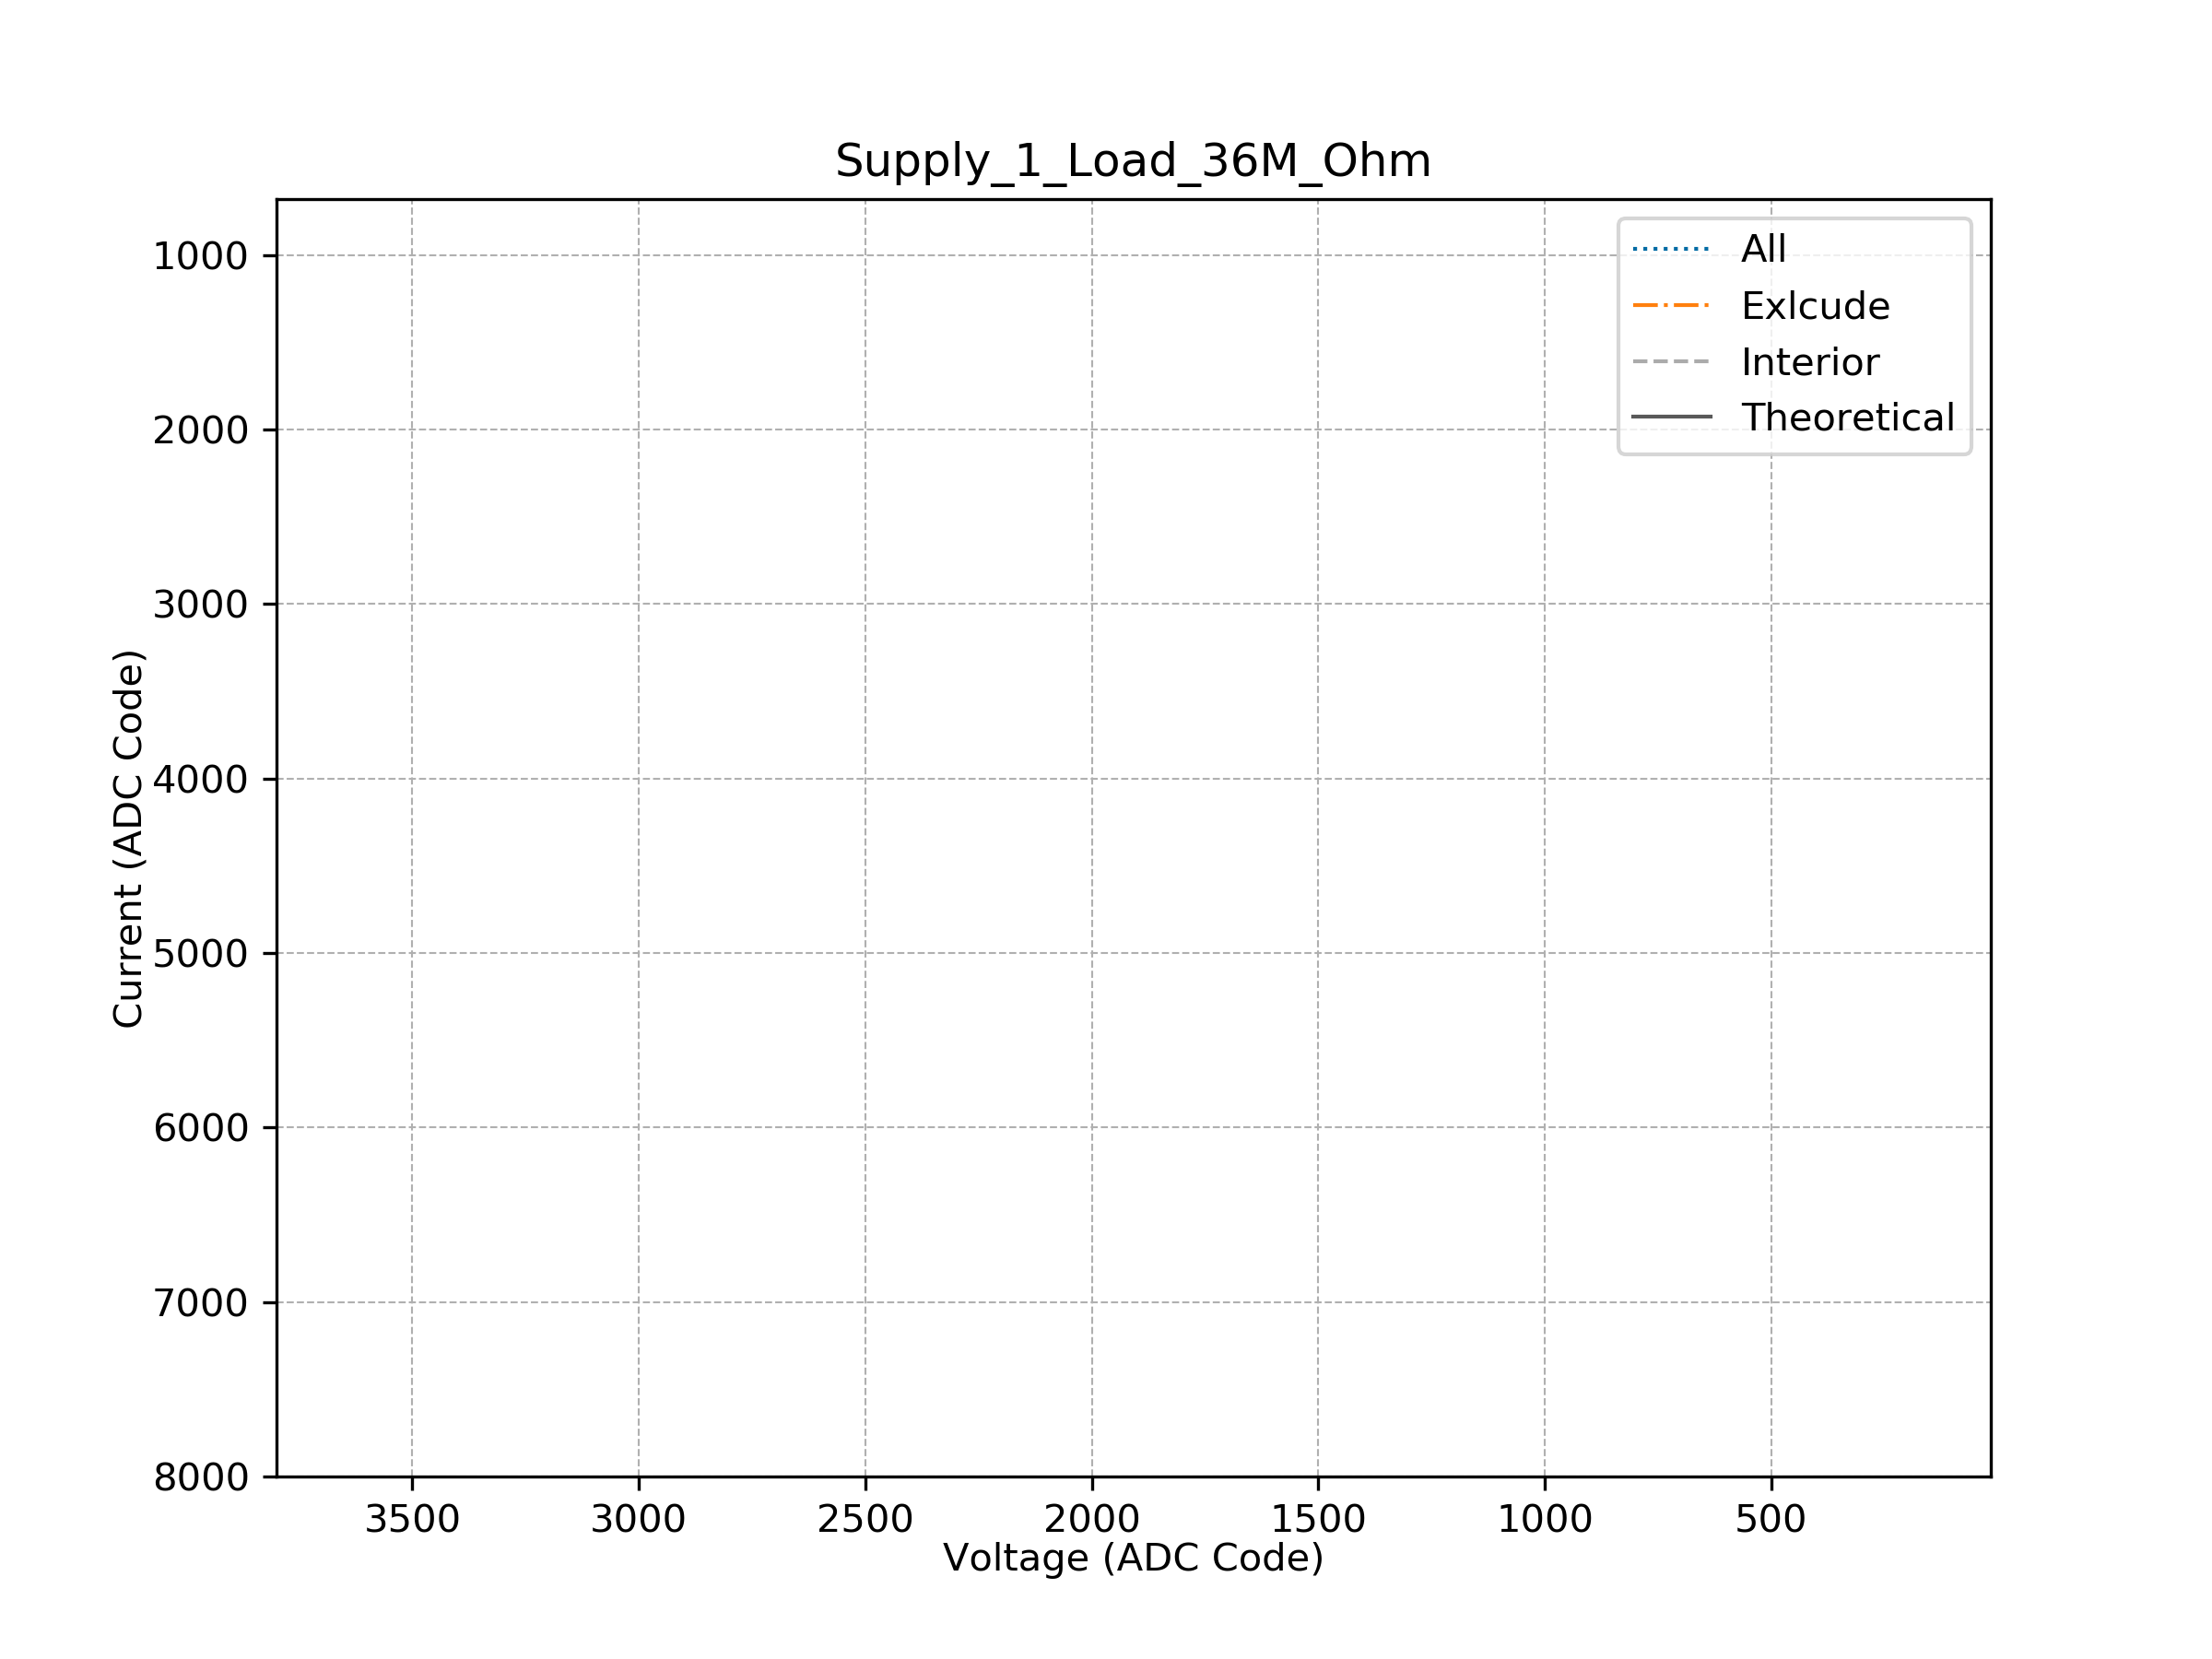 Supply_1_Load_36M_Ohm
All
Exlcude
Interior
Theoretical
1000
2000
3000
4000
5000
6000
7000
8000
Current (ADC Code)
3500 3000 2500 2000 1500 1000 500
Voltage (ADC Code)